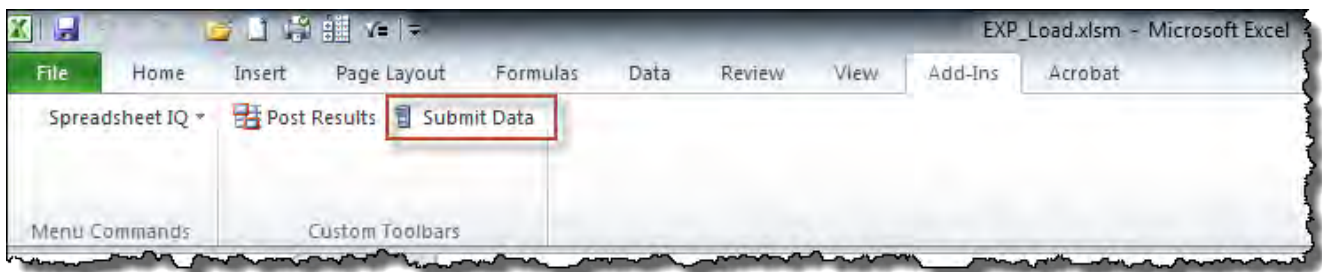 EXP_Load.xlsm - Microsoft Excel
File Home Insert Page Layout Formulas Data Review View Add-Ins Acrobat
Spreadsheet IQ Post Results Submit Data
Menu Commands Custom Toolbars